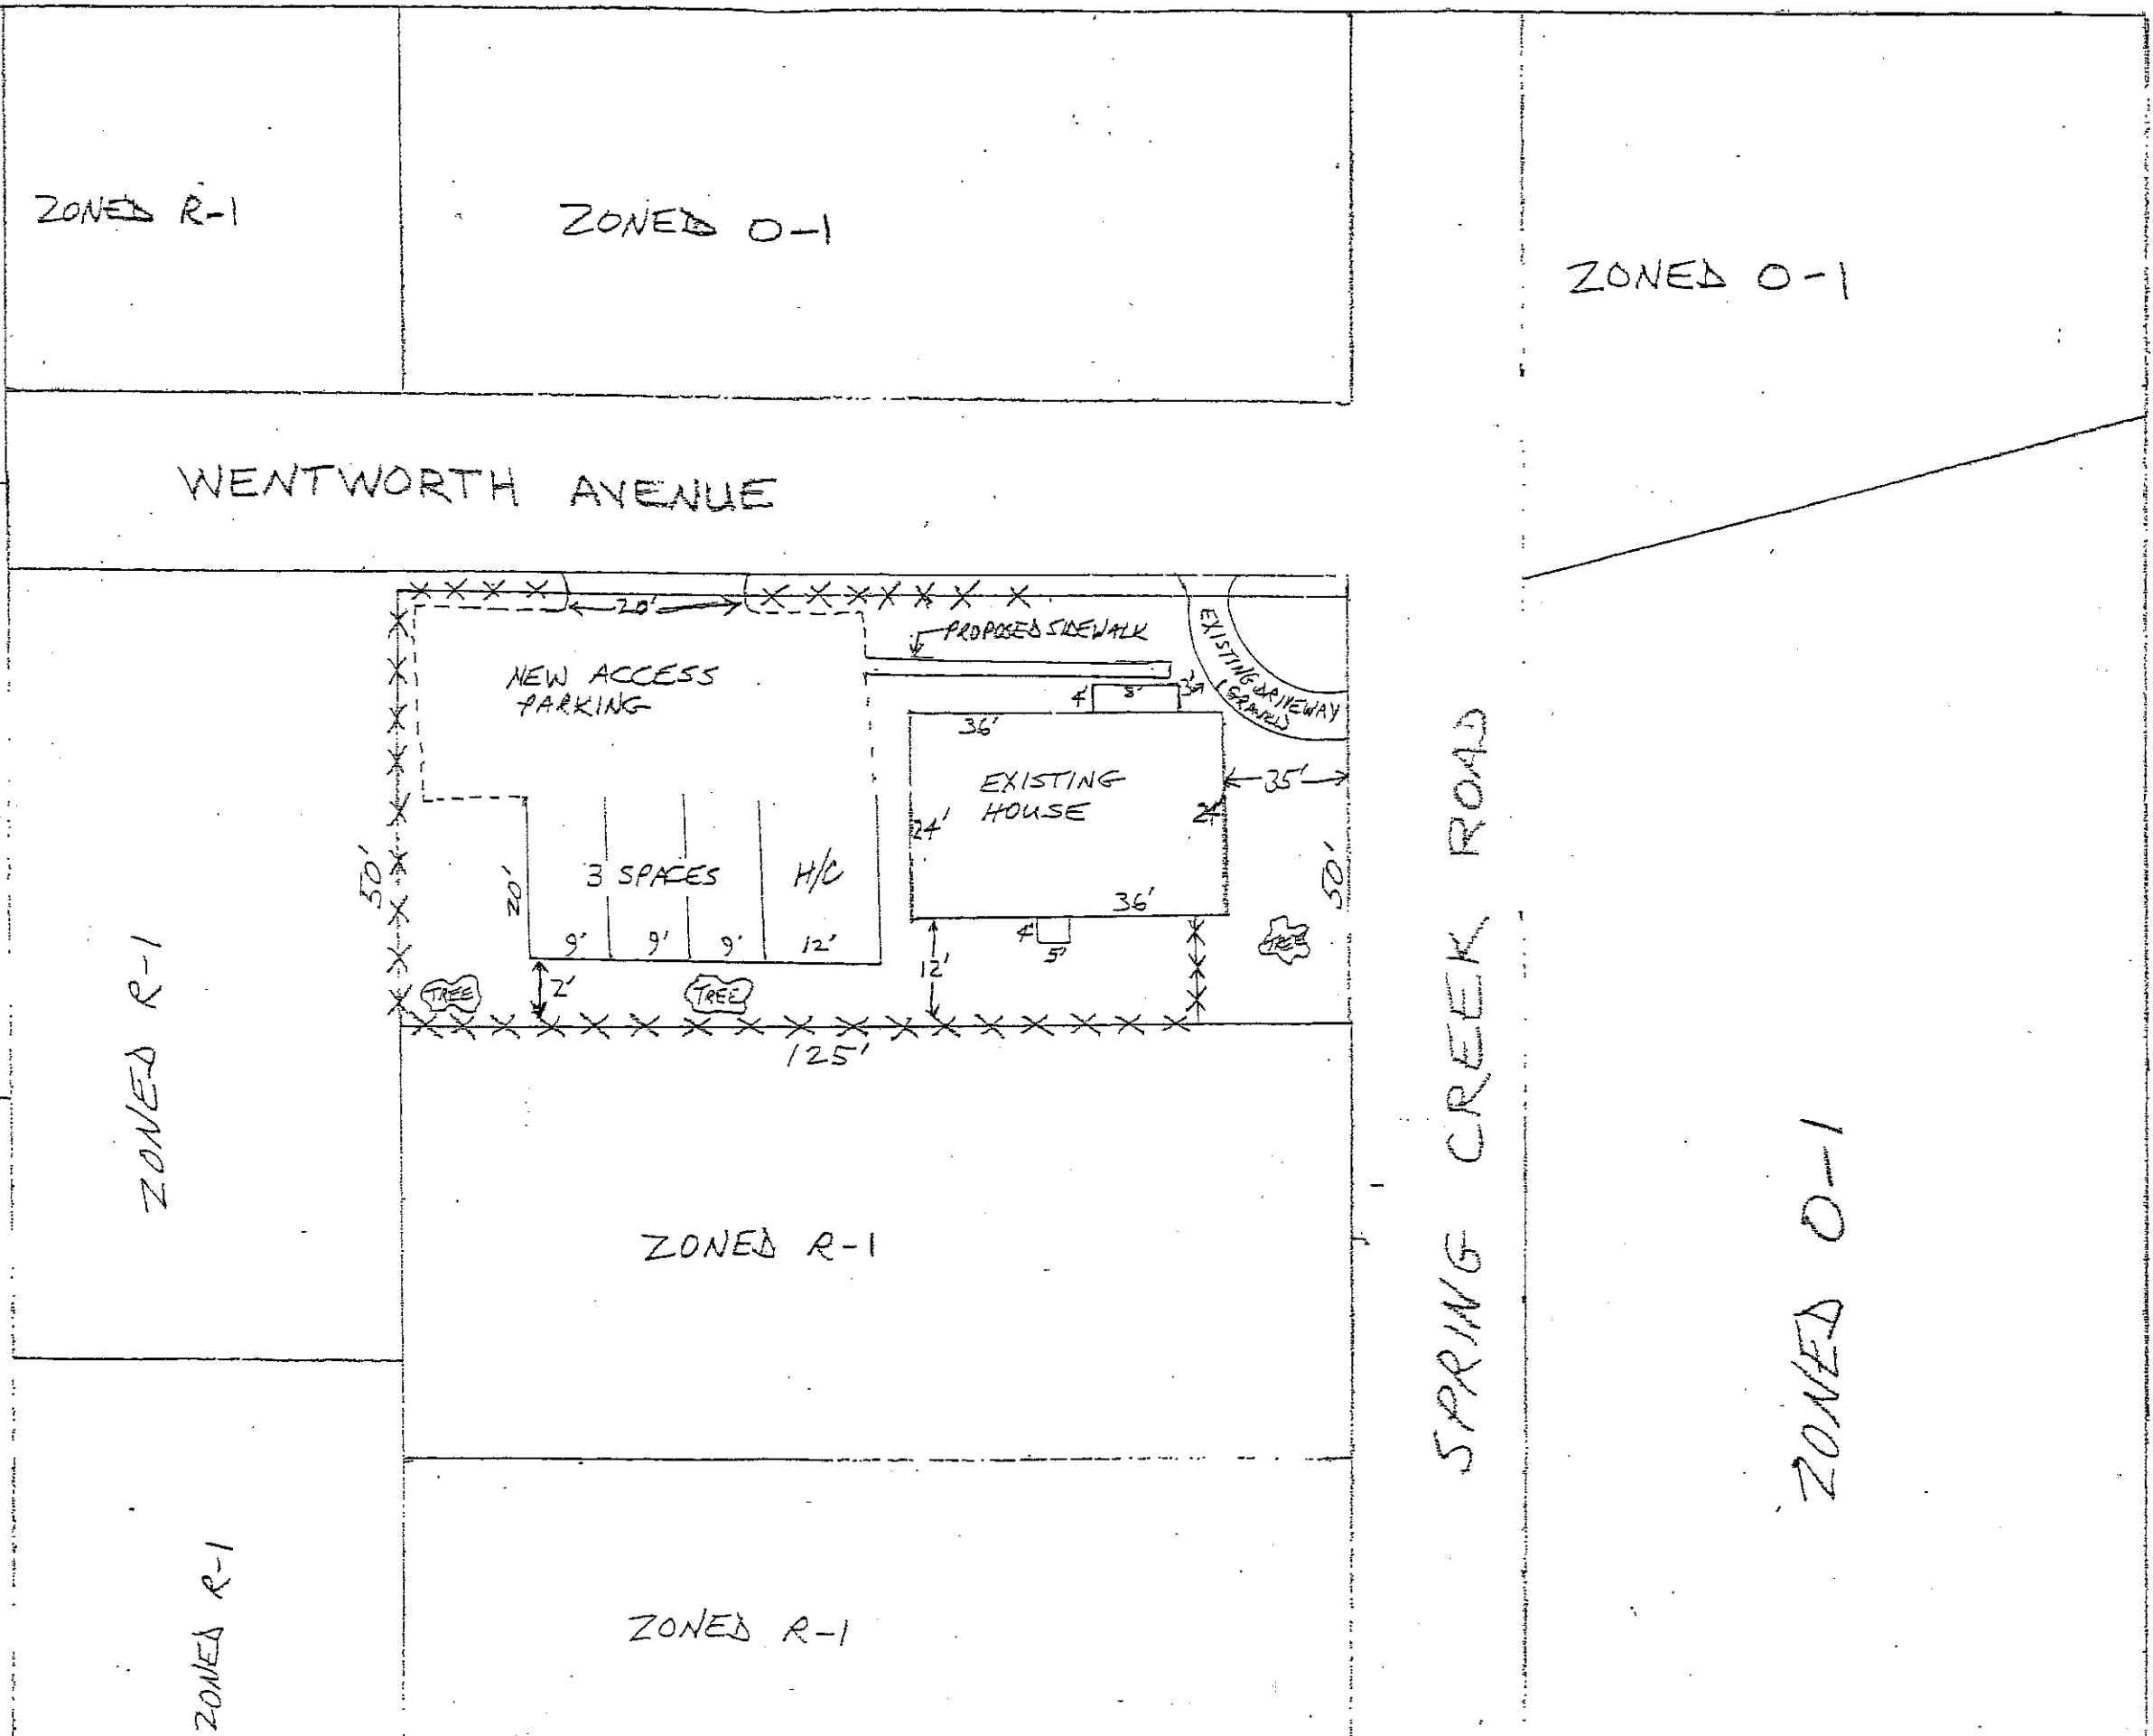 ZONED R-1
ZONED O-1
ZONED O-1
WENTWORTH AVENUE
20'
PROPOSED SIDEWALK
NEW ACCESS
PARKING
EXISTING DRIVEWAY
4'
8'
3'
36'
EXISTING
HOUSE
35'
24'
24'
50'
20'
3 SPACES
H/C
50'
36'
9'
9'
9'
12'
4'
5'
12'
2'
TREE
TREE
TREE
125'
SPRING CREEK ROAD
ZONED R-1
ZONED R-1
ZONED O-1
ZONED R-1
ZONED R-1